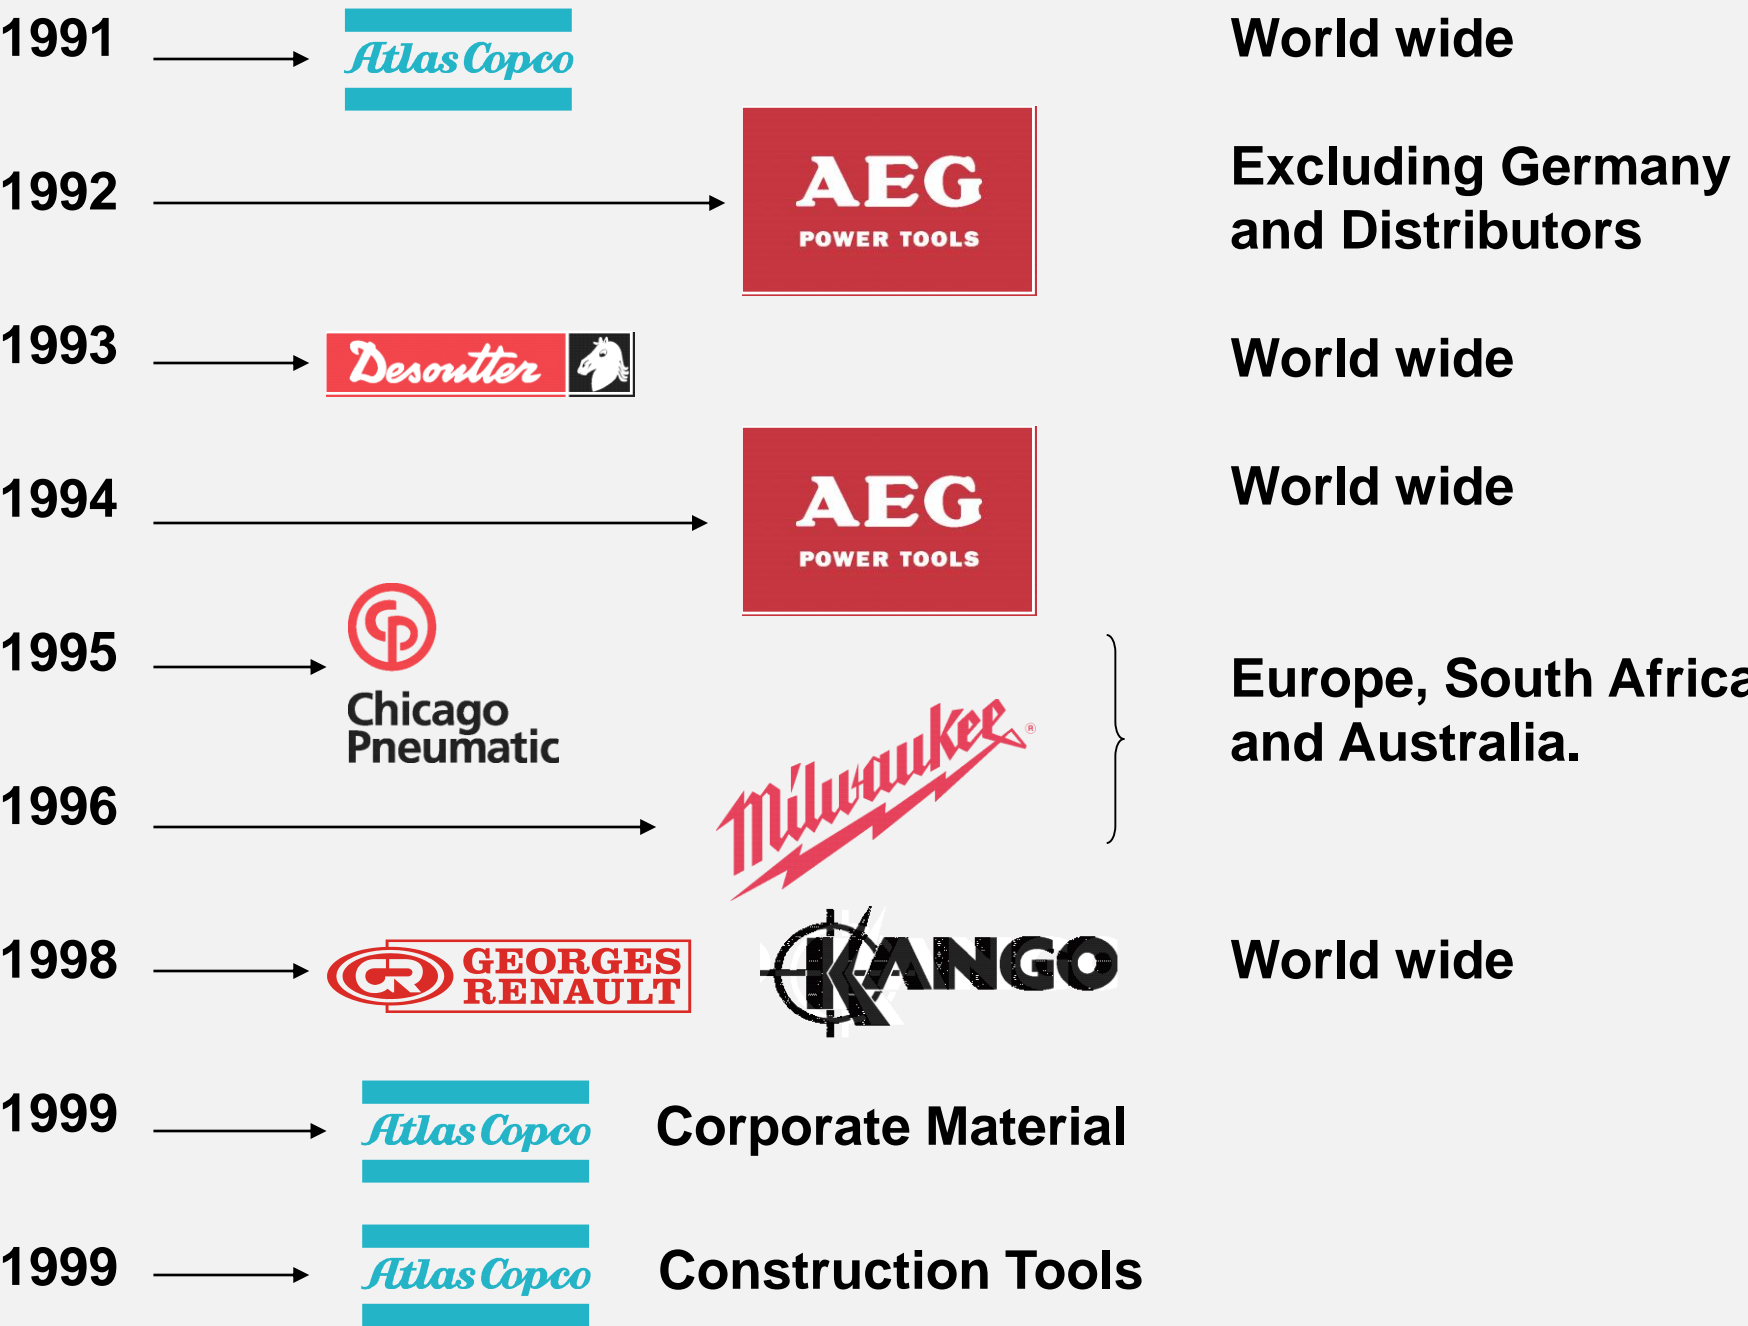 1991
Atlas Copco
World wide
1992
AEG
POWER TOOLS
Excluding Germany
and Distributors
1993
Desoutter
World wide
1994
AEG
POWER TOOLS
World wide
1995
CP
Chicago
Pneumatic
Europe, South Africa
and Australia.
1996
Milwaukee®
1998
GR
GEORGES
RENAULT
KANGO
World wide
1999
Atlas Copco
Corporate Material
1999
Atlas Copco
Construction Tools